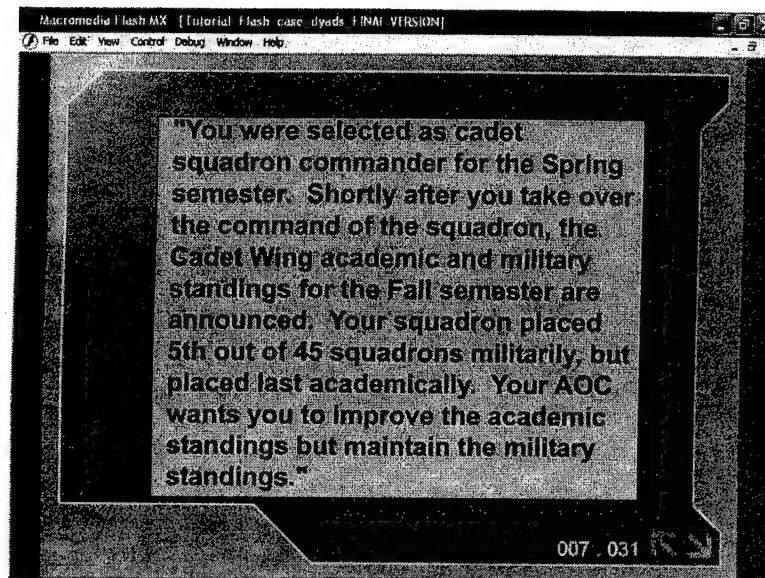 Macromedia Flash MX - [Tutorial Flash case dyads FINAL VERSION]
File Edit View Control Debug Window Help
"You were selected as cadet
squadron commander for the Spring
semester. Shortly after you take over
the command of the squadron, the
Cadet Wing academic and military
standings for the Fall semester are
announced. Your squadron placed
5th out of 45 squadrons militarily, but
placed last academically. Your AOC
wants you to improve the academic
standings but maintain the military
standings."
007 . 031